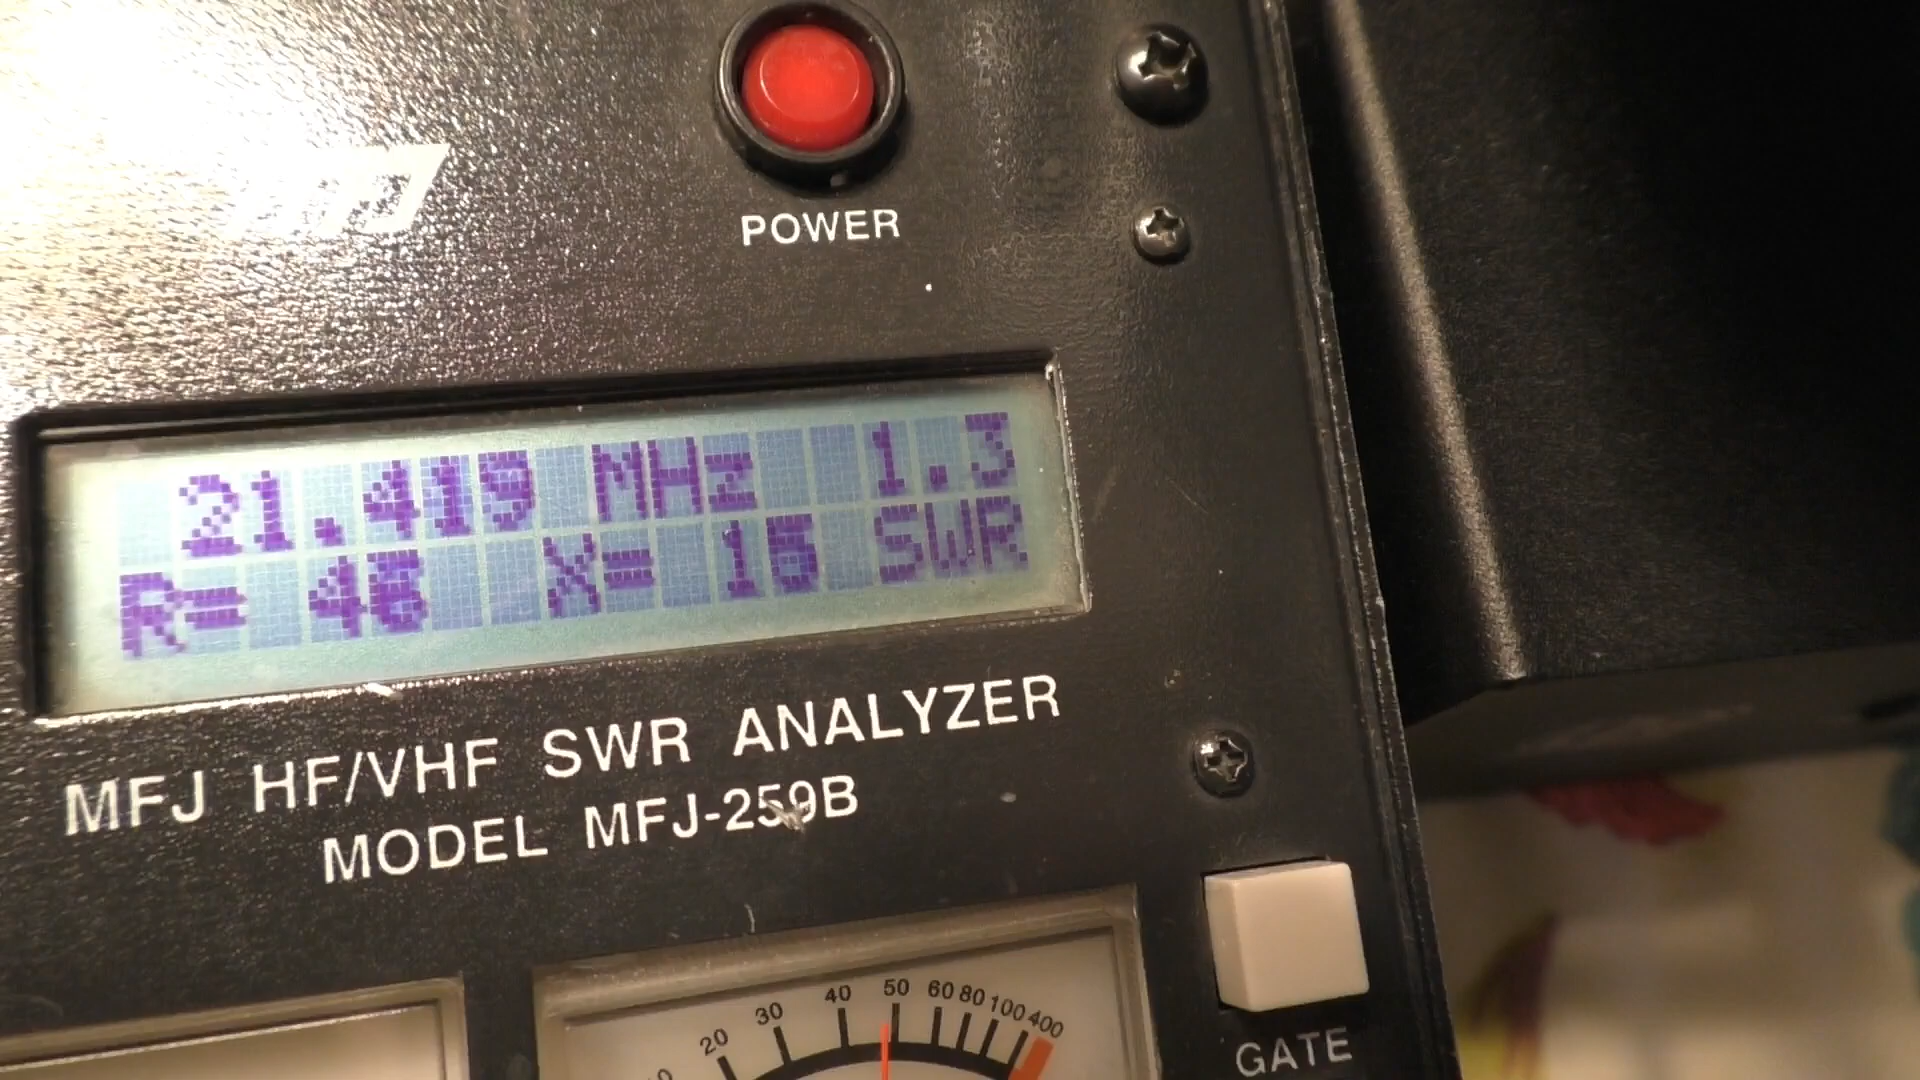 POWER
21.419 MHz 1.3
R= 48 X= 16 SWR
MFJ HF/VHF SWR ANALYZER
MODEL MFJ-259B
20 30 40 50 60 80 100 400
GATE